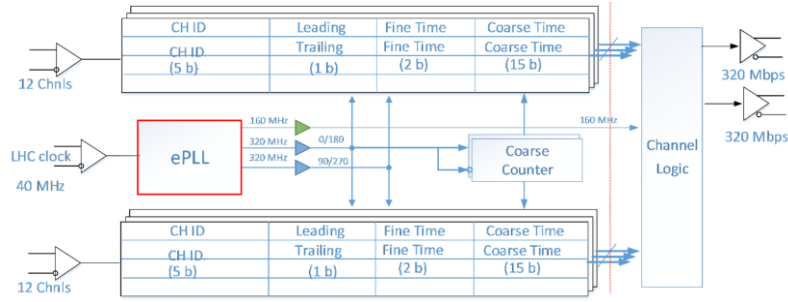 CH ID Leading Fine Time Coarse Time
CH ID Trailing Fine Time Coarse Time
{5 b} (1 b) (2 b) (15 b)
12 Chnls
320 Mbps
160 MHz
160 MHz
320 MHz 0/180
320 MHz 90/270
ePLL
LHC clock
40 MHz
Coarse
Counter
Channel
Logic
320 Mbps
CH ID Leading Fine Time Coarse Time
CH ID Trailing Fine Time Coarse Time
{5 b} (1 b) (2 b) (15 b)
12 Chnls